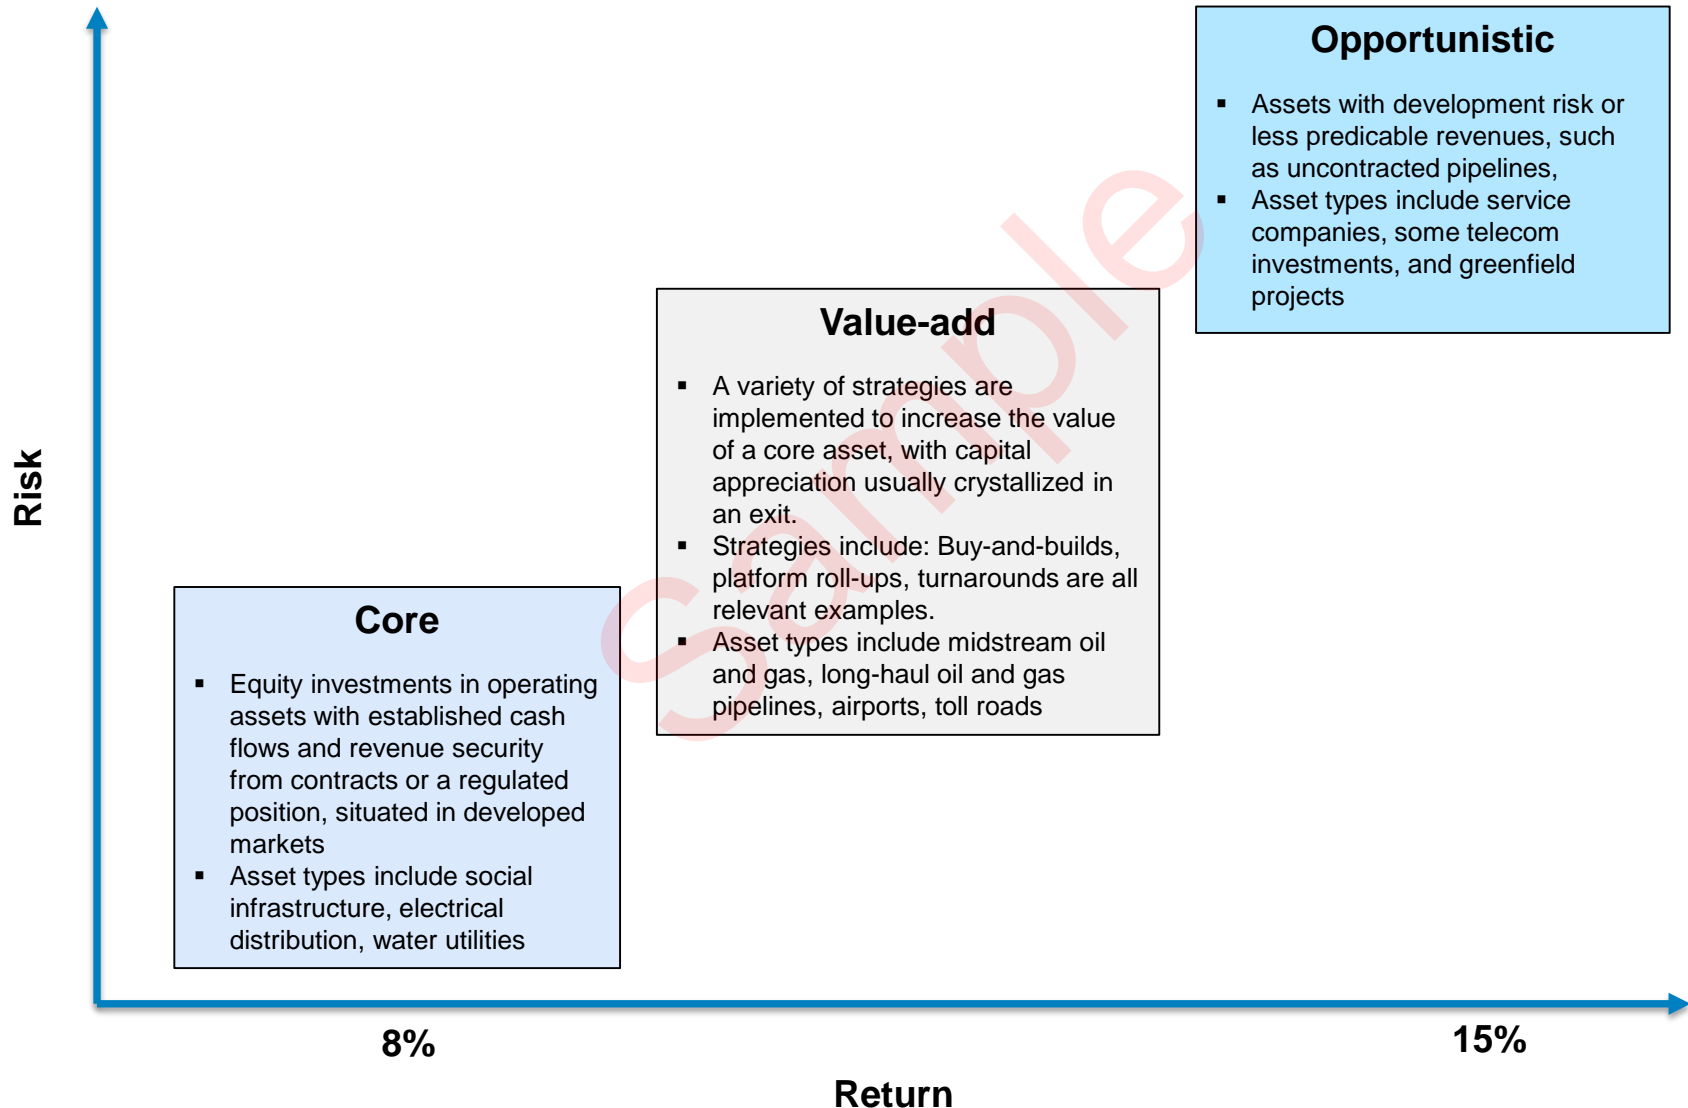 Opportunistic
▪ Assets with development risk or
less predicable revenues, such
as uncontracted pipelines,
▪ Asset types include service
companies, some telecom
investments, and greenfield
projects
Value-add
▪ A variety of strategies are
implemented to increase the value
of a core asset, with capital
appreciation usually crystallized in
an exit.
▪ Strategies include: Buy-and-builds,
platform roll-ups, turnarounds are all
relevant examples.
▪ Asset types include midstream oil
and gas, long-haul oil and gas
pipelines, airports, toll roads
Core
▪ Equity investments in operating
assets with established cash
flows and revenue security
from contracts or a regulated
position, situated in developed
markets
▪ Asset types include social
infrastructure, electrical
distribution, water utilities
Risk
8%
15%
Return
Sample